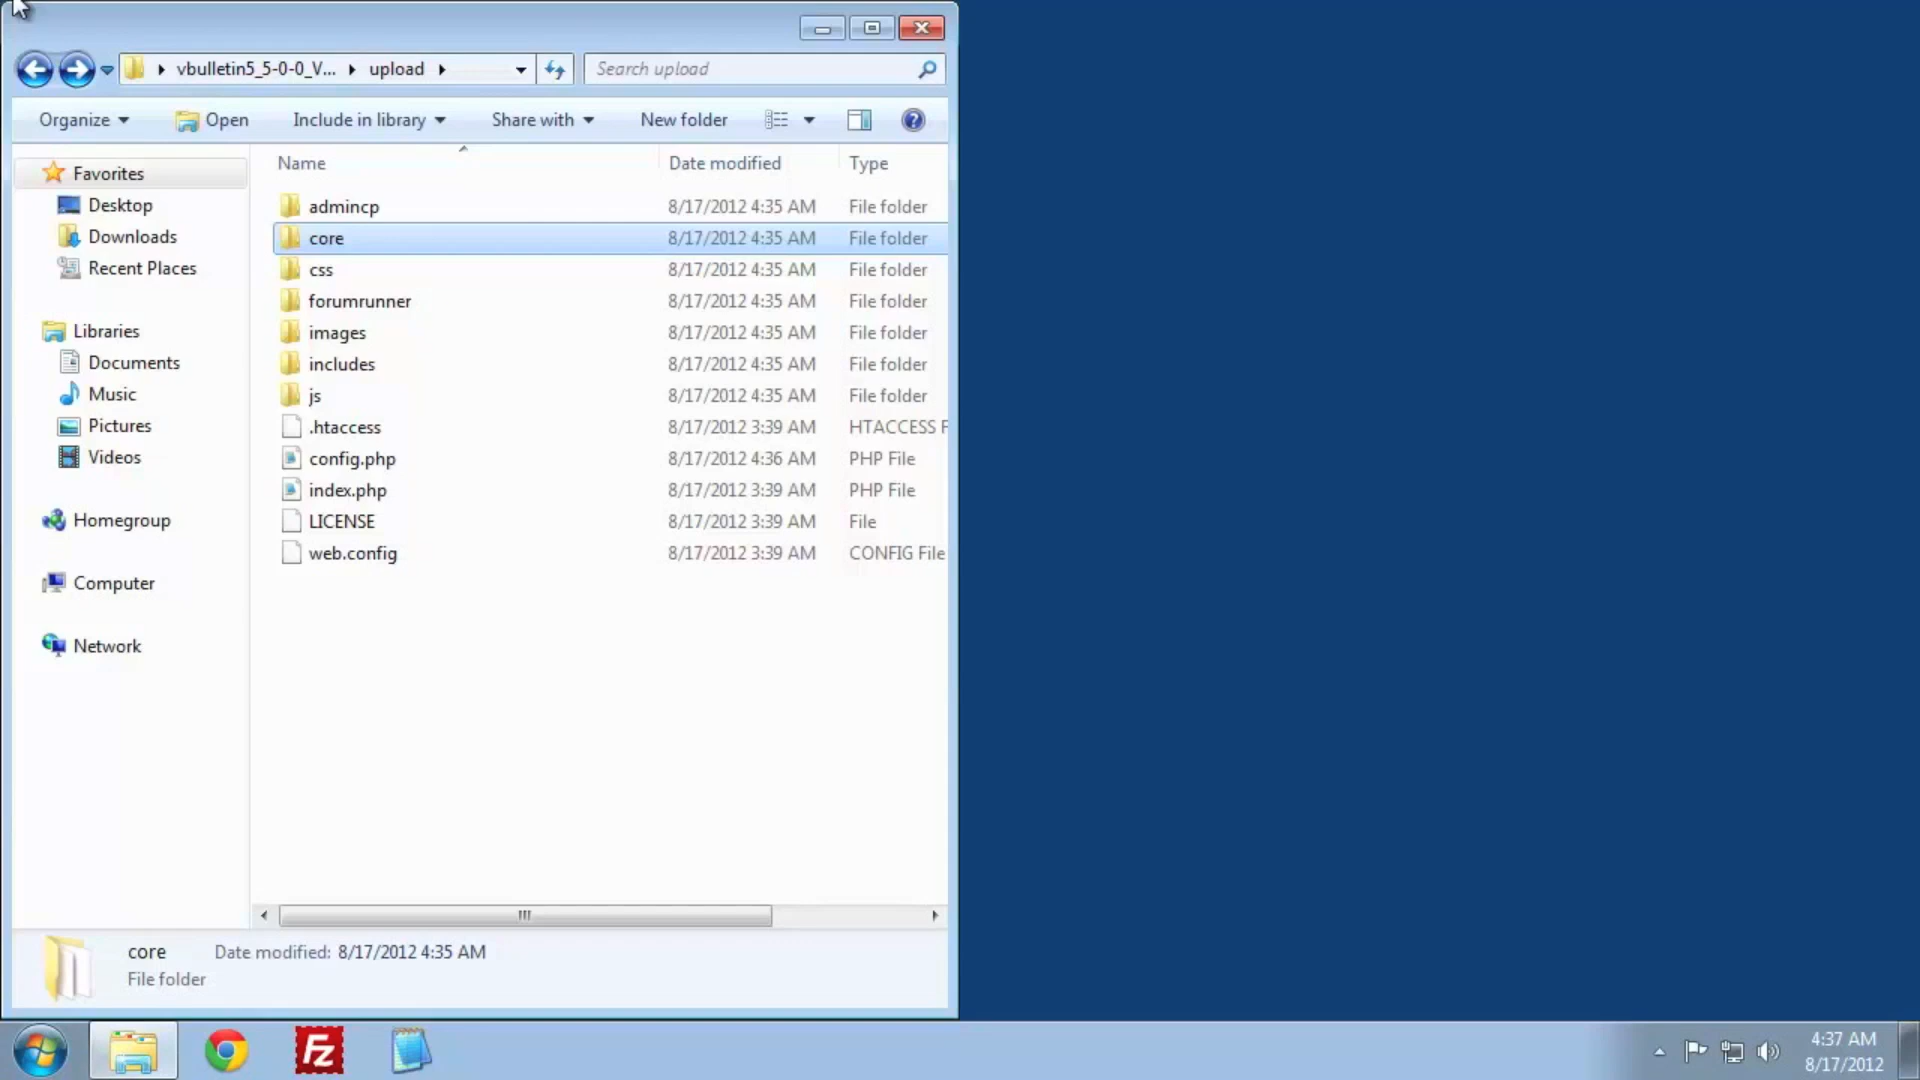 vbulletin5_5-0-0_V... upload
Search upload
Organize Open Include in library Share with New folder
Name Date modified Type
Favorites
Desktop
Downloads
Recent Places
Libraries
Documents
Music
Pictures
Videos
Homegroup
Computer
Network
admincp 8/17/2012 4:35 AM File folder
core 8/17/2012 4:35 AM File folder
css 8/17/2012 4:35 AM File folder
forumrunner 8/17/2012 4:35 AM File folder
images 8/17/2012 4:35 AM File folder
includes 8/17/2012 4:35 AM File folder
js 8/17/2012 4:35 AM File folder
.htaccess 8/17/2012 3:39 AM HTACCESS F
config.php 8/17/2012 4:36 AM PHP File
index.php 8/17/2012 3:39 AM PHP File
LICENSE 8/17/2012 3:39 AM File
web.config 8/17/2012 3:39 AM CONFIG File
core Date modified: 8/17/2012 4:35 AM
File folder
Fz
4:37 AM
8/17/2012